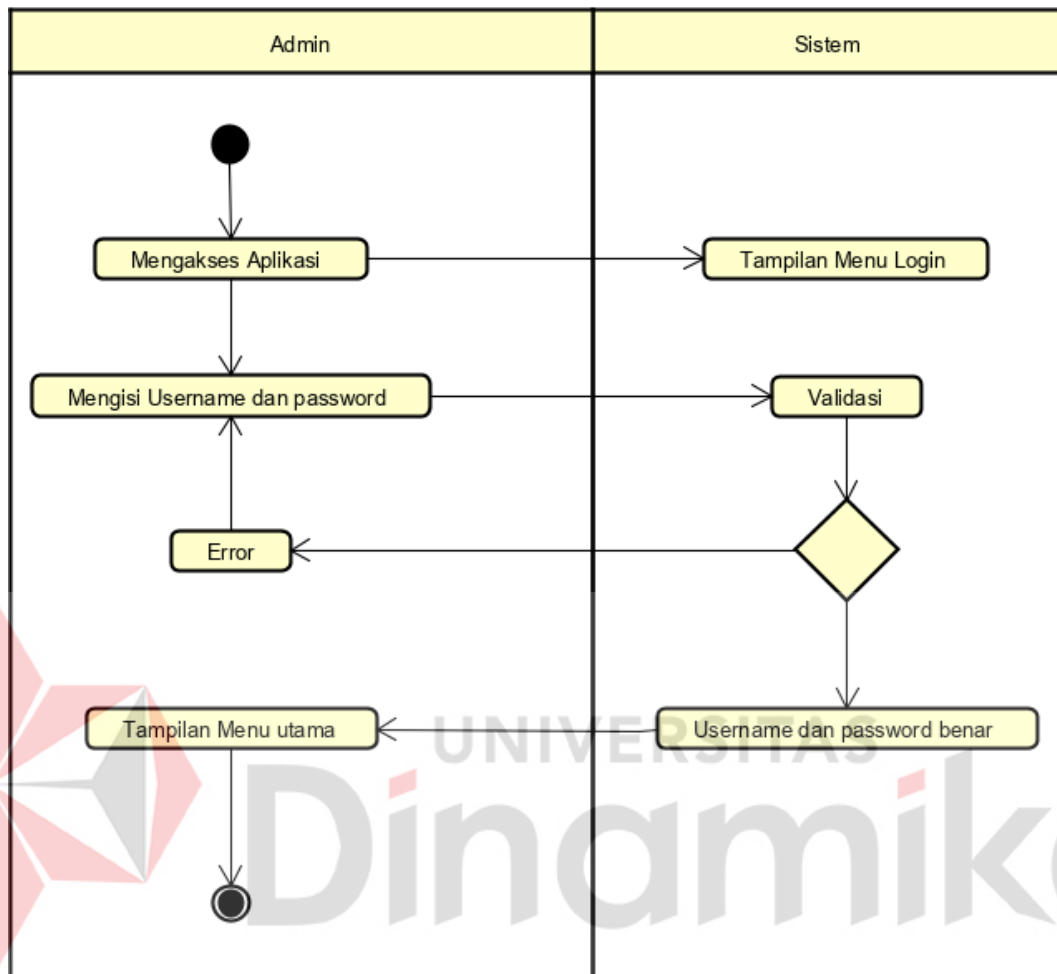 Admin
Sistem
Mengakses Aplikasi
Tampilan Menu Login
Mengisi Username dan password
Validasi
Error
Tampilan Menu utama
Username dan password benar
UNIVERSITAS
Dinamika